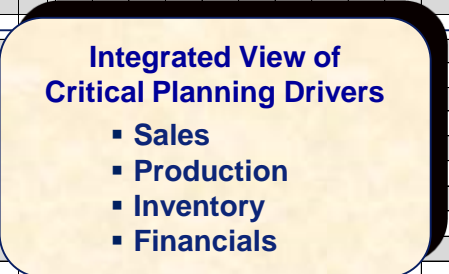 Integrated View of
Critical Planning Drivers
▪ Sales
▪ Production
▪ Inventory
▪ Financials